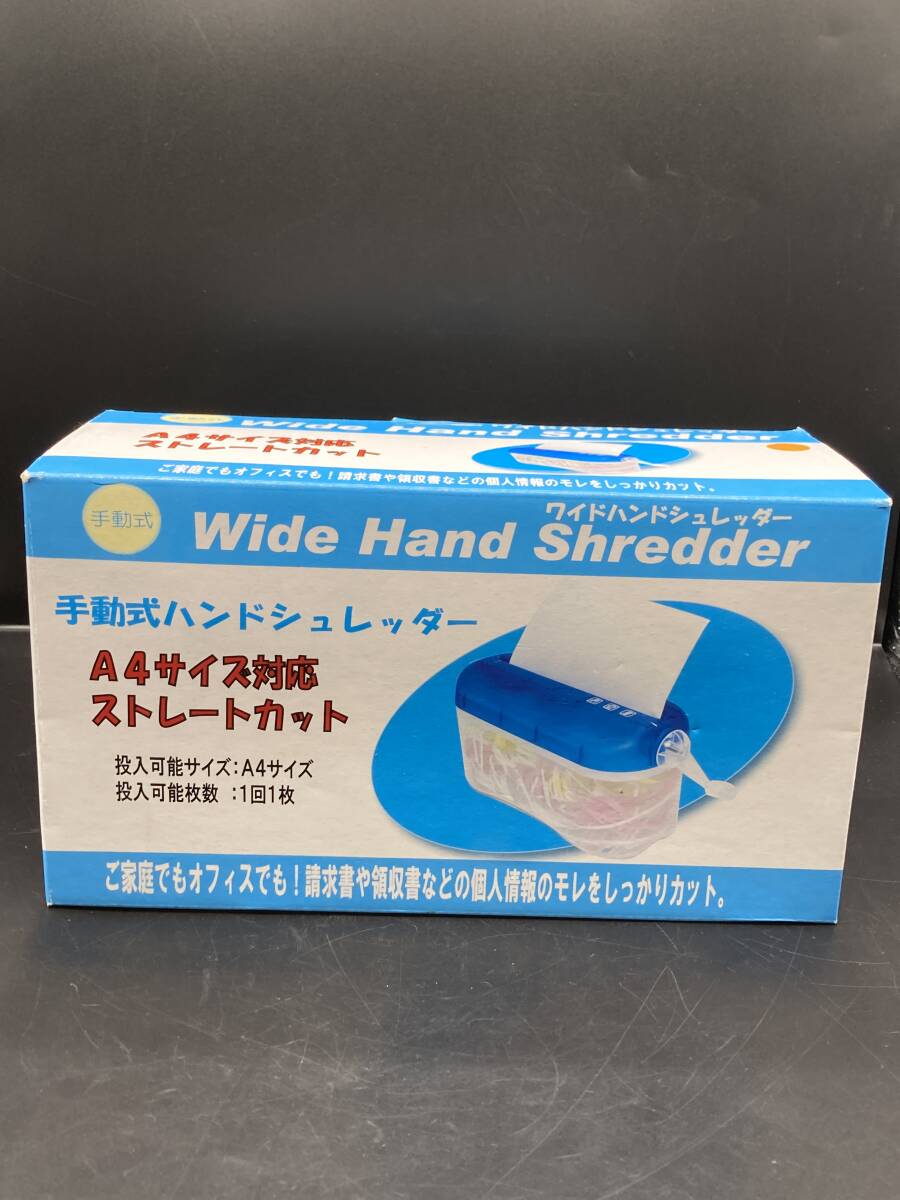 手動式
Wide Hand Shredder
A4サイズ対応
ストレートカット
ご家庭でもオフィスでも!請求書や領収書などの個人情報のモレをしっかりカット。
手動式
ワイドハンドシュレッダー
Wide Hand Shredder
手動式ハンドシュレッダー
A4サイズ対応
ストレートカット
投入可能サイズ:A4サイズ
投入可能枚数 :1回1枚
ご家庭でもオフィスでも!請求書や領収書などの個人情報のモレをしっかりカット。